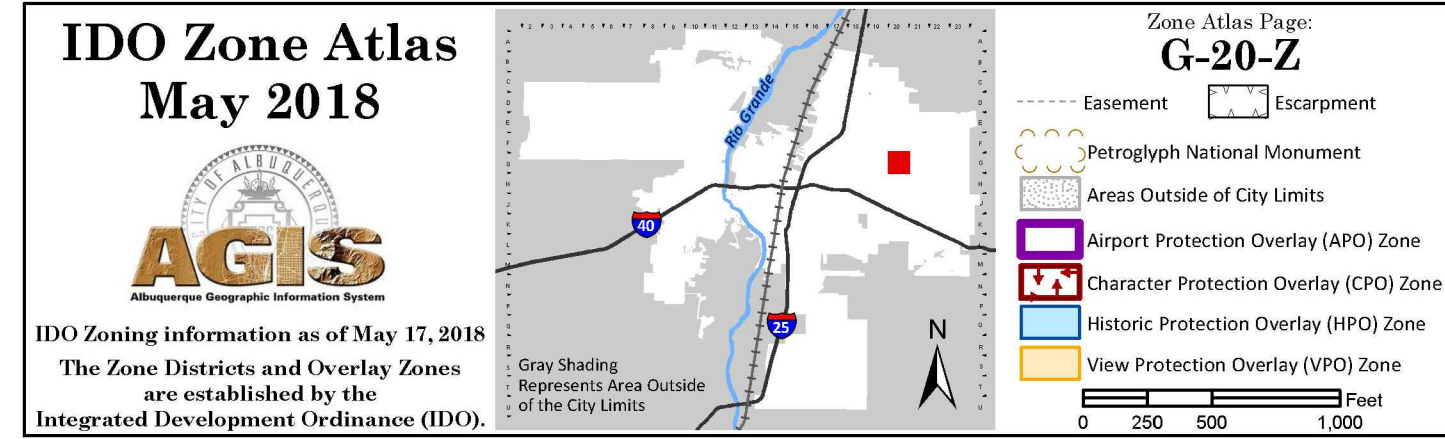 IDO Zone Atlas
May 2018
CITY OF ALBUQUERQUE
AGIS
Albuquerque Geographic Information System
IDO Zoning information as of May 17, 2018
The Zone Districts and Overlay Zones
are established by the
Integrated Development Ordinance (IDO).
Rio Grande
40
25
Gray Shading
Represents Area Outside
of the City Limits
N
Zone Atlas Page:
G-20-Z
Easement
Escarpment
Petroglyph National Monument
Areas Outside of City Limits
Airport Protection Overlay (APO) Zone
Character Protection Overlay (CPO) Zone
Historic Protection Overlay (HPO) Zone
View Protection Overlay (VPO) Zone
Feet
0 250 500 1,000